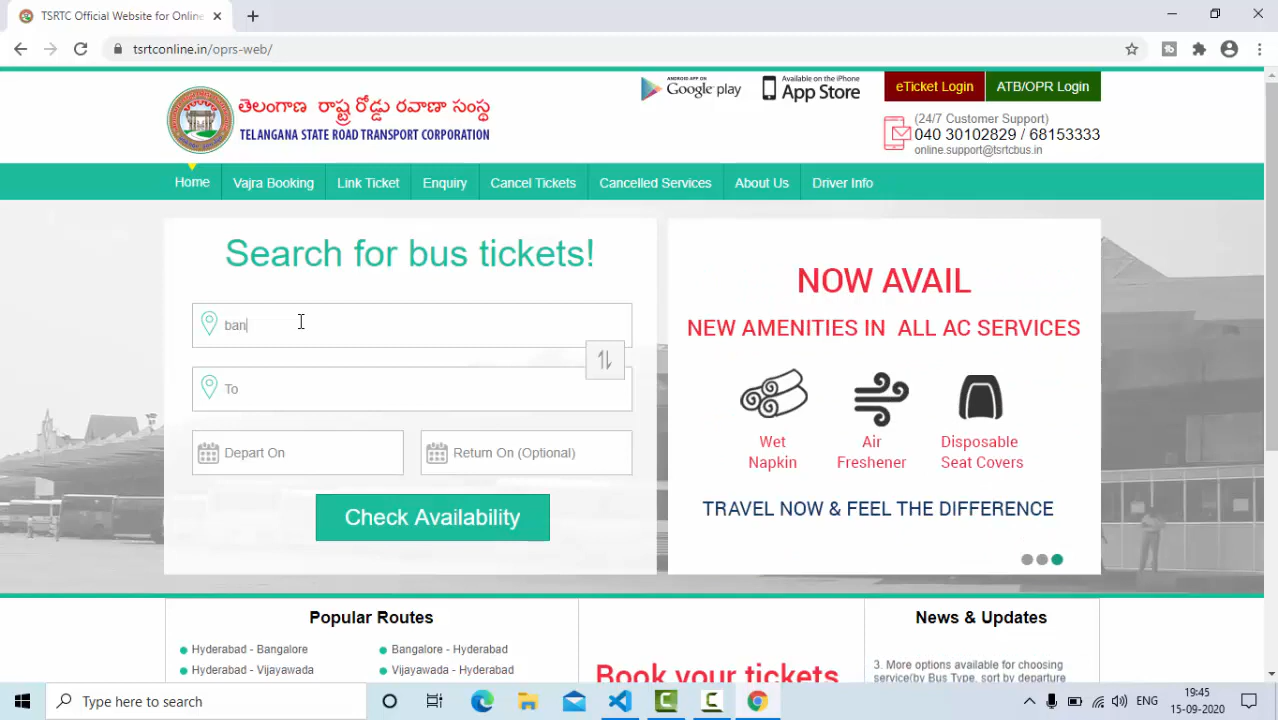 TSRTC Official Website
tsrtconline.in/oprs-web/
తెలంగాణ రాష్ట్ర రోడ్డు రవాణా సంస్థ
TELANGANA STATE ROAD TRANSPORT CORPORATION
ANDROID APP ON
Google play
Available on the iPhone
App Store
eTicket Login
ATB/OPR Login
(24/7 Customer Support)
040 30102829 / 68153333
online.support@tsrtcbus.in
Home
Vajra Booking
Link Ticket
Enquiry
Cancel Tickets
Cancelled Services
About Us
Driver Info
Search for bus tickets!
ban
To
Depart On
Return On (Optional)
Check Availability
NOW AVAIL
NEW AMENITIES IN ALL AC SERVICES
Wet
Napkin
Air
Freshener
Disposable
Seat Covers
TRAVEL NOW & FEEL THE DIFFERENCE
Popular Routes
Hyderabad - Bangalore
Bangalore - Hyderabad
Hyderabad - Vijayawada
Vijayawada - Hyderabad
Book your tickets
News & Updates
3. More options available for choosing
service(by Bus Type, sort by departure
Type here to search
ENG
19:45
15-09-2020